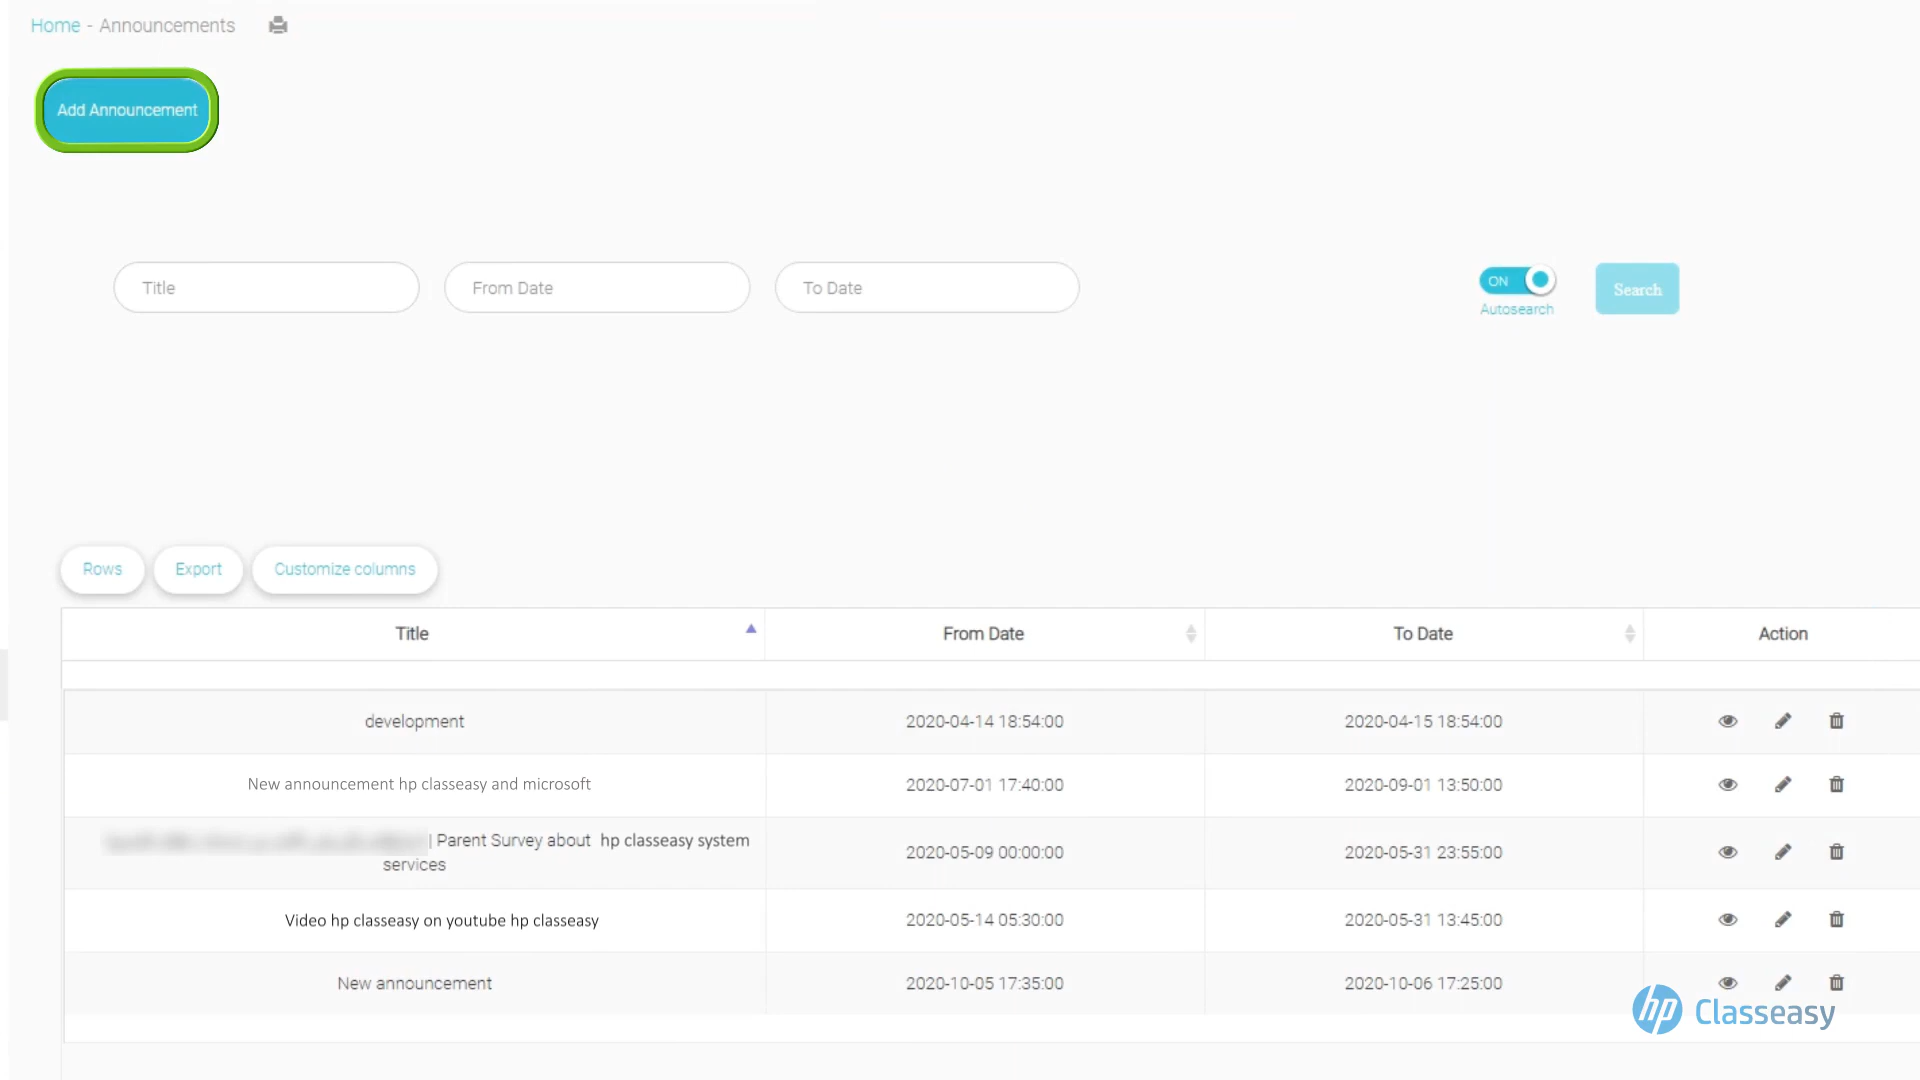 Home - Announcements
Add Announcement
Title
From Date
To Date
ON
Autosearch
Search
Rows
Export
Customize columns
Title
From Date
To Date
Action
development
2020-04-14 18:54:00
2020-04-15 18:54:00
New announcement hp classeasy and microsoft
2020-07-01 17:40:00
2020-09-01 13:50:00
| Parent Survey about hp classeasy system
services
2020-05-09 00:00:00
2020-05-31 23:55:00
Video hp classeasy on youtube hp classeasy
2020-05-14 05:30:00
2020-05-31 13:45:00
New announcement
2020-10-05 17:35:00
2020-10-06 17:25:00
hp Classeasy